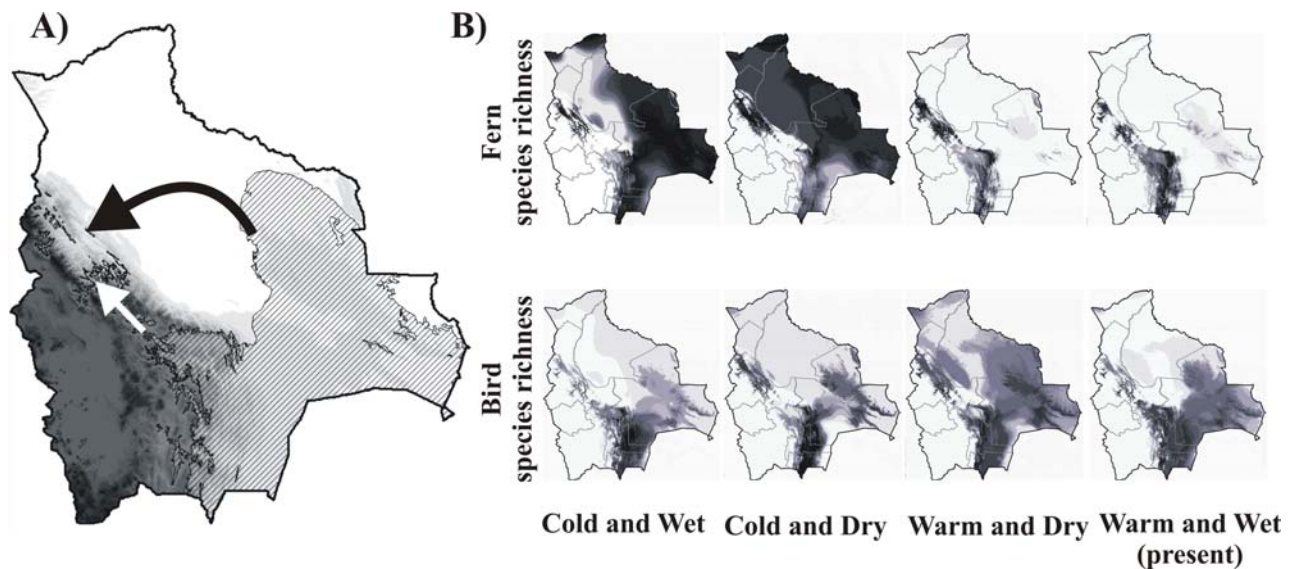 A)
B)
Fern
species richness
Bird
species richness
Cold and Wet
Cold and Dry
Warm and Dry
Warm and Wet
(present)